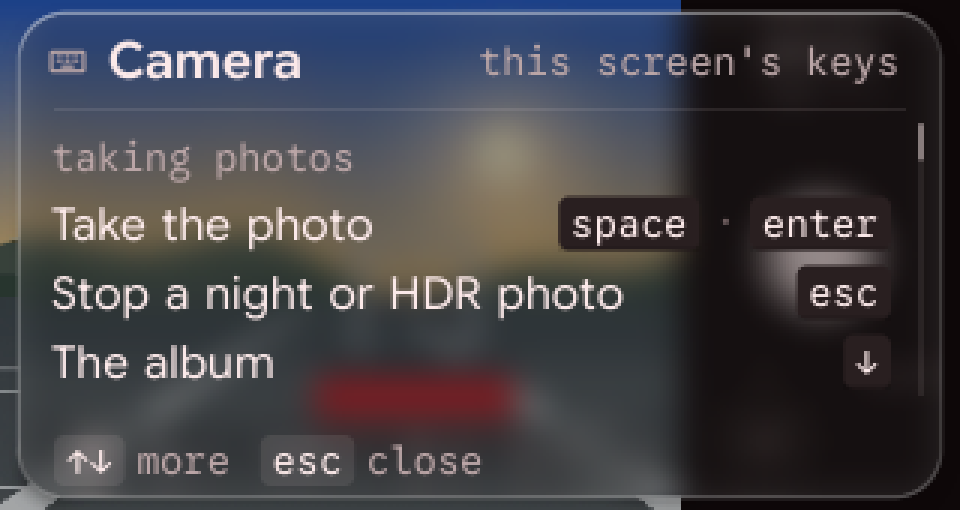 Camera this screen's keys
taking photos
Take the photo space · enter
Stop a night or HDR photo esc
The album ↓
↑↓ more esc close